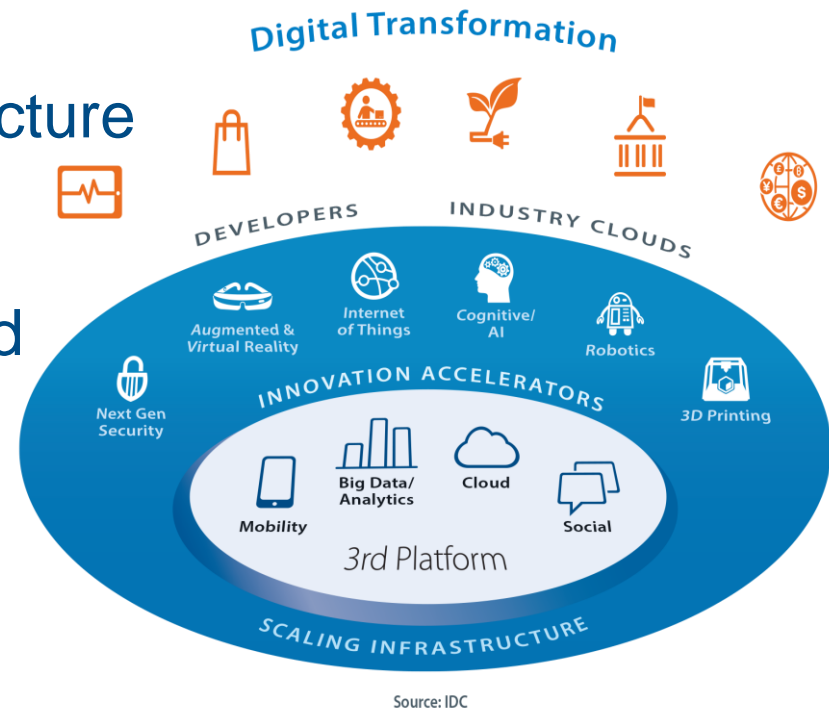 Digital Transformation
cture
DEVELOPERS
INDUSTRY CLOUDS
d
Augmented &
Virtual Reality
Internet
of Things
Cognitive/
AI
Robotics
Next Gen
Security
3D Printing
INNOVATION ACCELERATORS
Mobility
Big Data/
Analytics
Cloud
Social
3rd Platform
SCALING INFRASTRUCTURE
Source: IDC